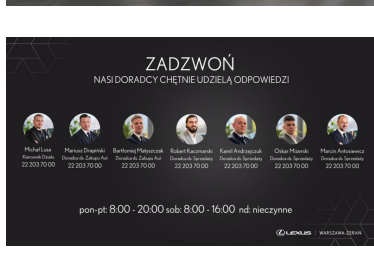 ZADZWOŃ
NASI DORADCY CHĘTNIE UDZIELĄ ODPOWIEDZI
Michał Lusa
Kierownik Działu
22 203 70 00
Mariusz Drapiński
Doradca ds. Zakupu Aut
22 203 70 00
Bartłomiej Matyszczak
Doradca ds. Zakupu Aut
22 203 70 00
Robert Kaczmarski
Doradca ds. Sprzedaży
22 203 70 00
Kamil Andrzejczuk
Doradca ds. Sprzedaży
22 203 70 00
Oskar Mizerski
Doradca ds. Sprzedaży
22 203 70 00
Marcin Antosiewicz
Doradca ds. Sprzedaży
22 203 70 00
pon-pt: 8:00 - 20:00 sob: 8:00 - 16:00 nd: nieczynne
LEXUS | WARSZAWA-ŻERAŃ